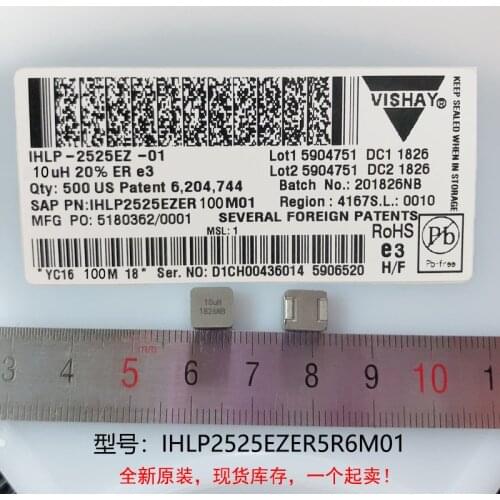 VISHAY®
KEEP SEALED WHEN IN STORAGE
IHLP-2525EZ -01
10uH 20% ER e3
Qty: 500 US Patent 6,204,744
SAP PN:IHLP2525EZER100M01
MFG PO: 5180362/0001
Lot1 5904751 DC1 1826
Lot2 5904751 DC2 1826
Batch No.: 201826NB
Region : 4167S.L.: 0010
SEVERAL FOREIGN PATENTS
MSL: 1
"YC16 100M 18" Ser. NO: D1CH00436014 5906520
RoHS
e3
H/F
Pb
Pb-free
10uH
1826NB
3 4 5 6 7 8 9 10 11
型号：IHLP2525EZER5R6M01
全新原装，现货库存，一个起卖！